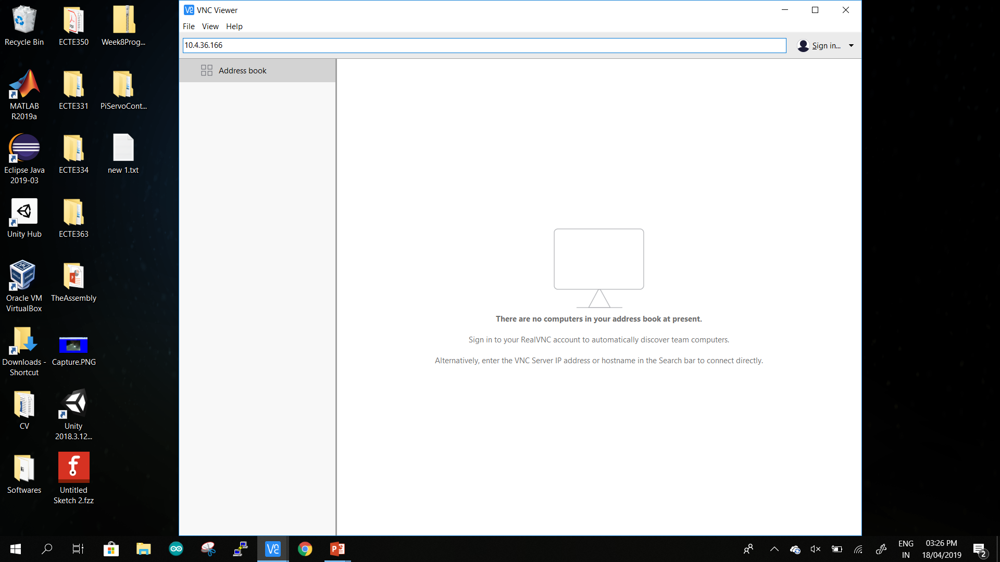 Recycle Bin
ECTE350
Week8Prog...
MATLAB
R2019a
ECTE331
PiServoCont...
Eclipse Java
2019-03
ECTE334
new 1.txt
Unity Hub
ECTE363
Oracle VM
VirtualBox
TheAssembly
Downloads -
Shortcut
Capture.PNG
CV
Unity
2018.3.12...
Softwares
Untitled
Sketch 2.fzz
VNC Viewer
File View Help
10.4.36.166
Sign in...
Address book
There are no computers in your address book at present.
Sign in to your RealVNC account to automatically discover team computers.
Alternatively, enter the VNC Server IP address or hostname in the Search bar to connect directly.
ENG
IN
03:26 PM
18/04/2019
2